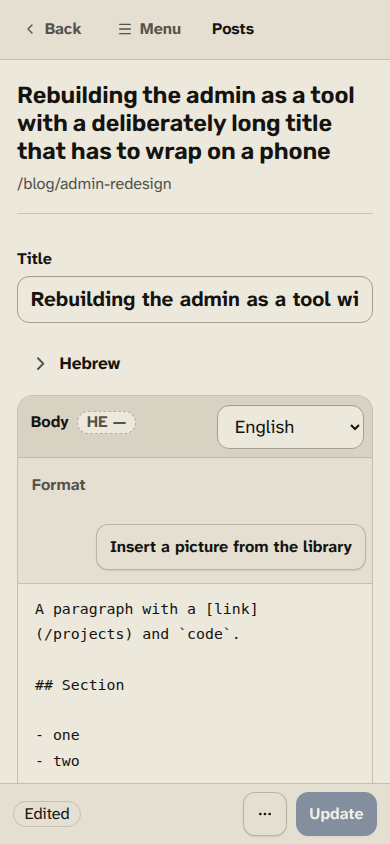 Back Menu Posts
Rebuilding the admin as a tool
with a deliberately long title
that has to wrap on a phone
/blog/admin-redesign
Title
Rebuilding the admin as a tool wi
Hebrew
Body HE — English
Format
Insert a picture from the library
A paragraph with a [link]
(/projects) and `code`.
## Section
- one
- two
Edited ... Update